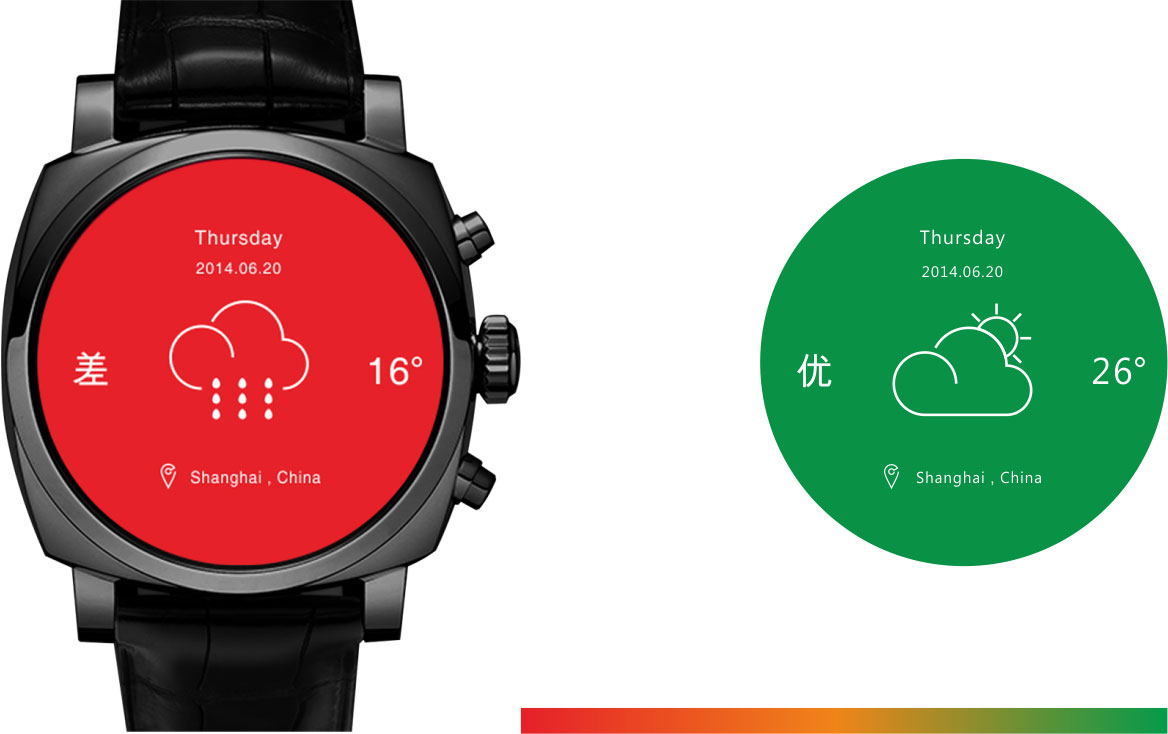 Thursday
2014.06.20
差
16°
Shanghai , China
Thursday
2014.06.20
优
26°
Shanghai , China